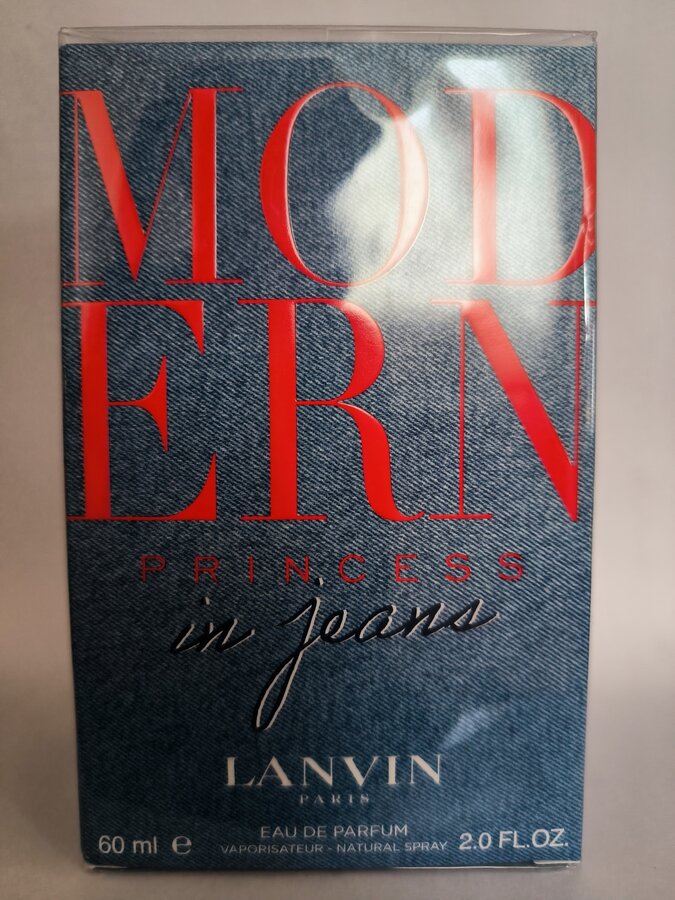 MOD
ERN
PRINCESS
in jeans
LANVIN
PARIS
60 ml ℮ EAU DE PARFUM 2.0 FL.OZ.
VAPORISATEUR - NATURAL SPRAY